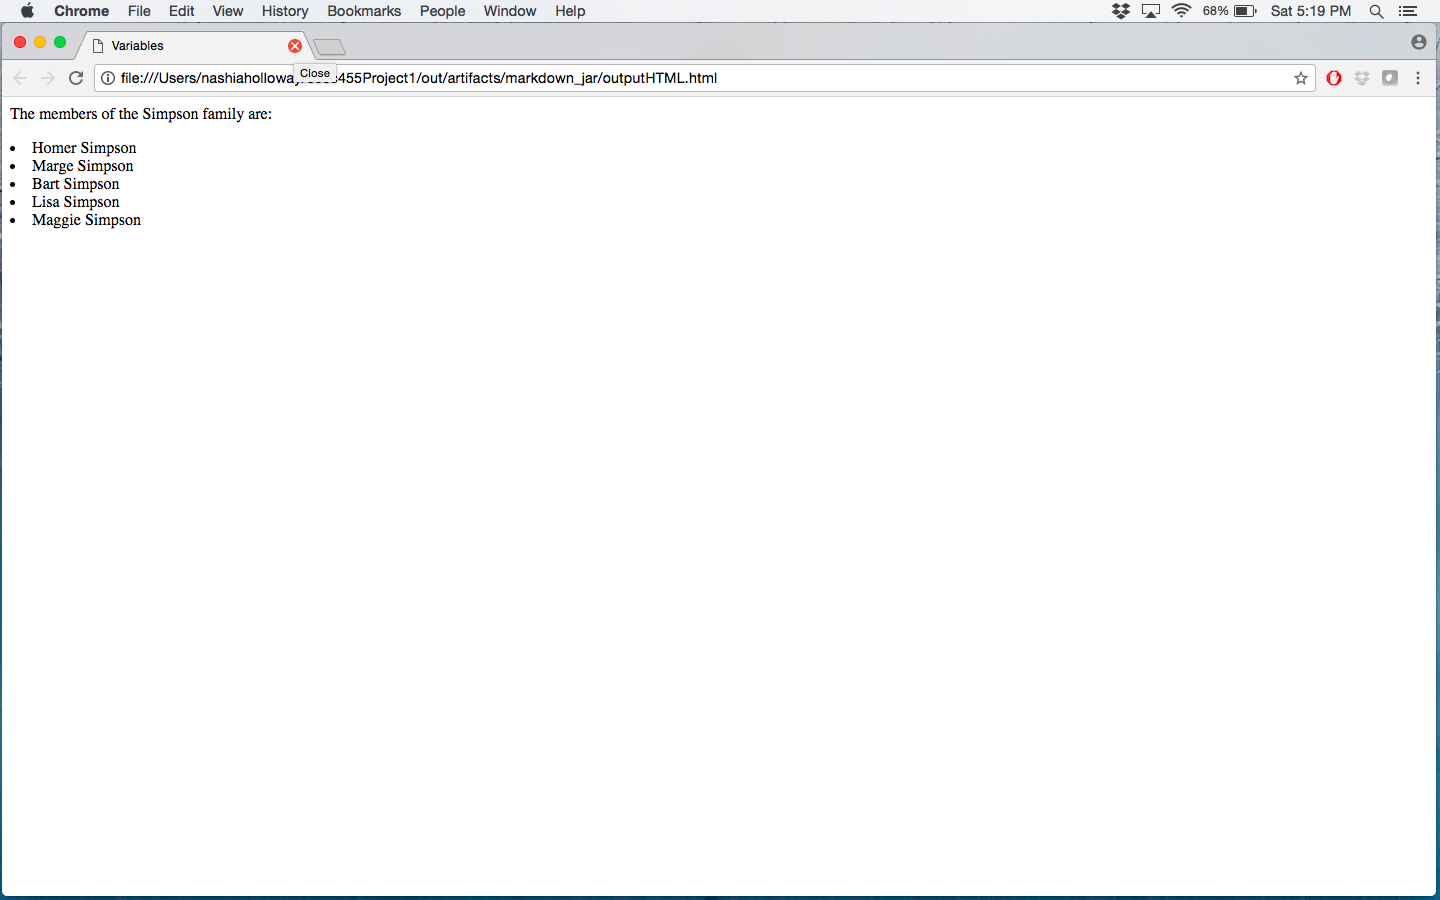 Chrome File Edit View History Bookmarks People Window Help 68% Sat 5:19 PM
Variables
Close
file:///Users/nashiaholloway 455Project1/out/artifacts/markdown_jar/outputHTML.html
The members of the Simpson family are:
• Homer Simpson
• Marge Simpson
• Bart Simpson
• Lisa Simpson
• Maggie Simpson